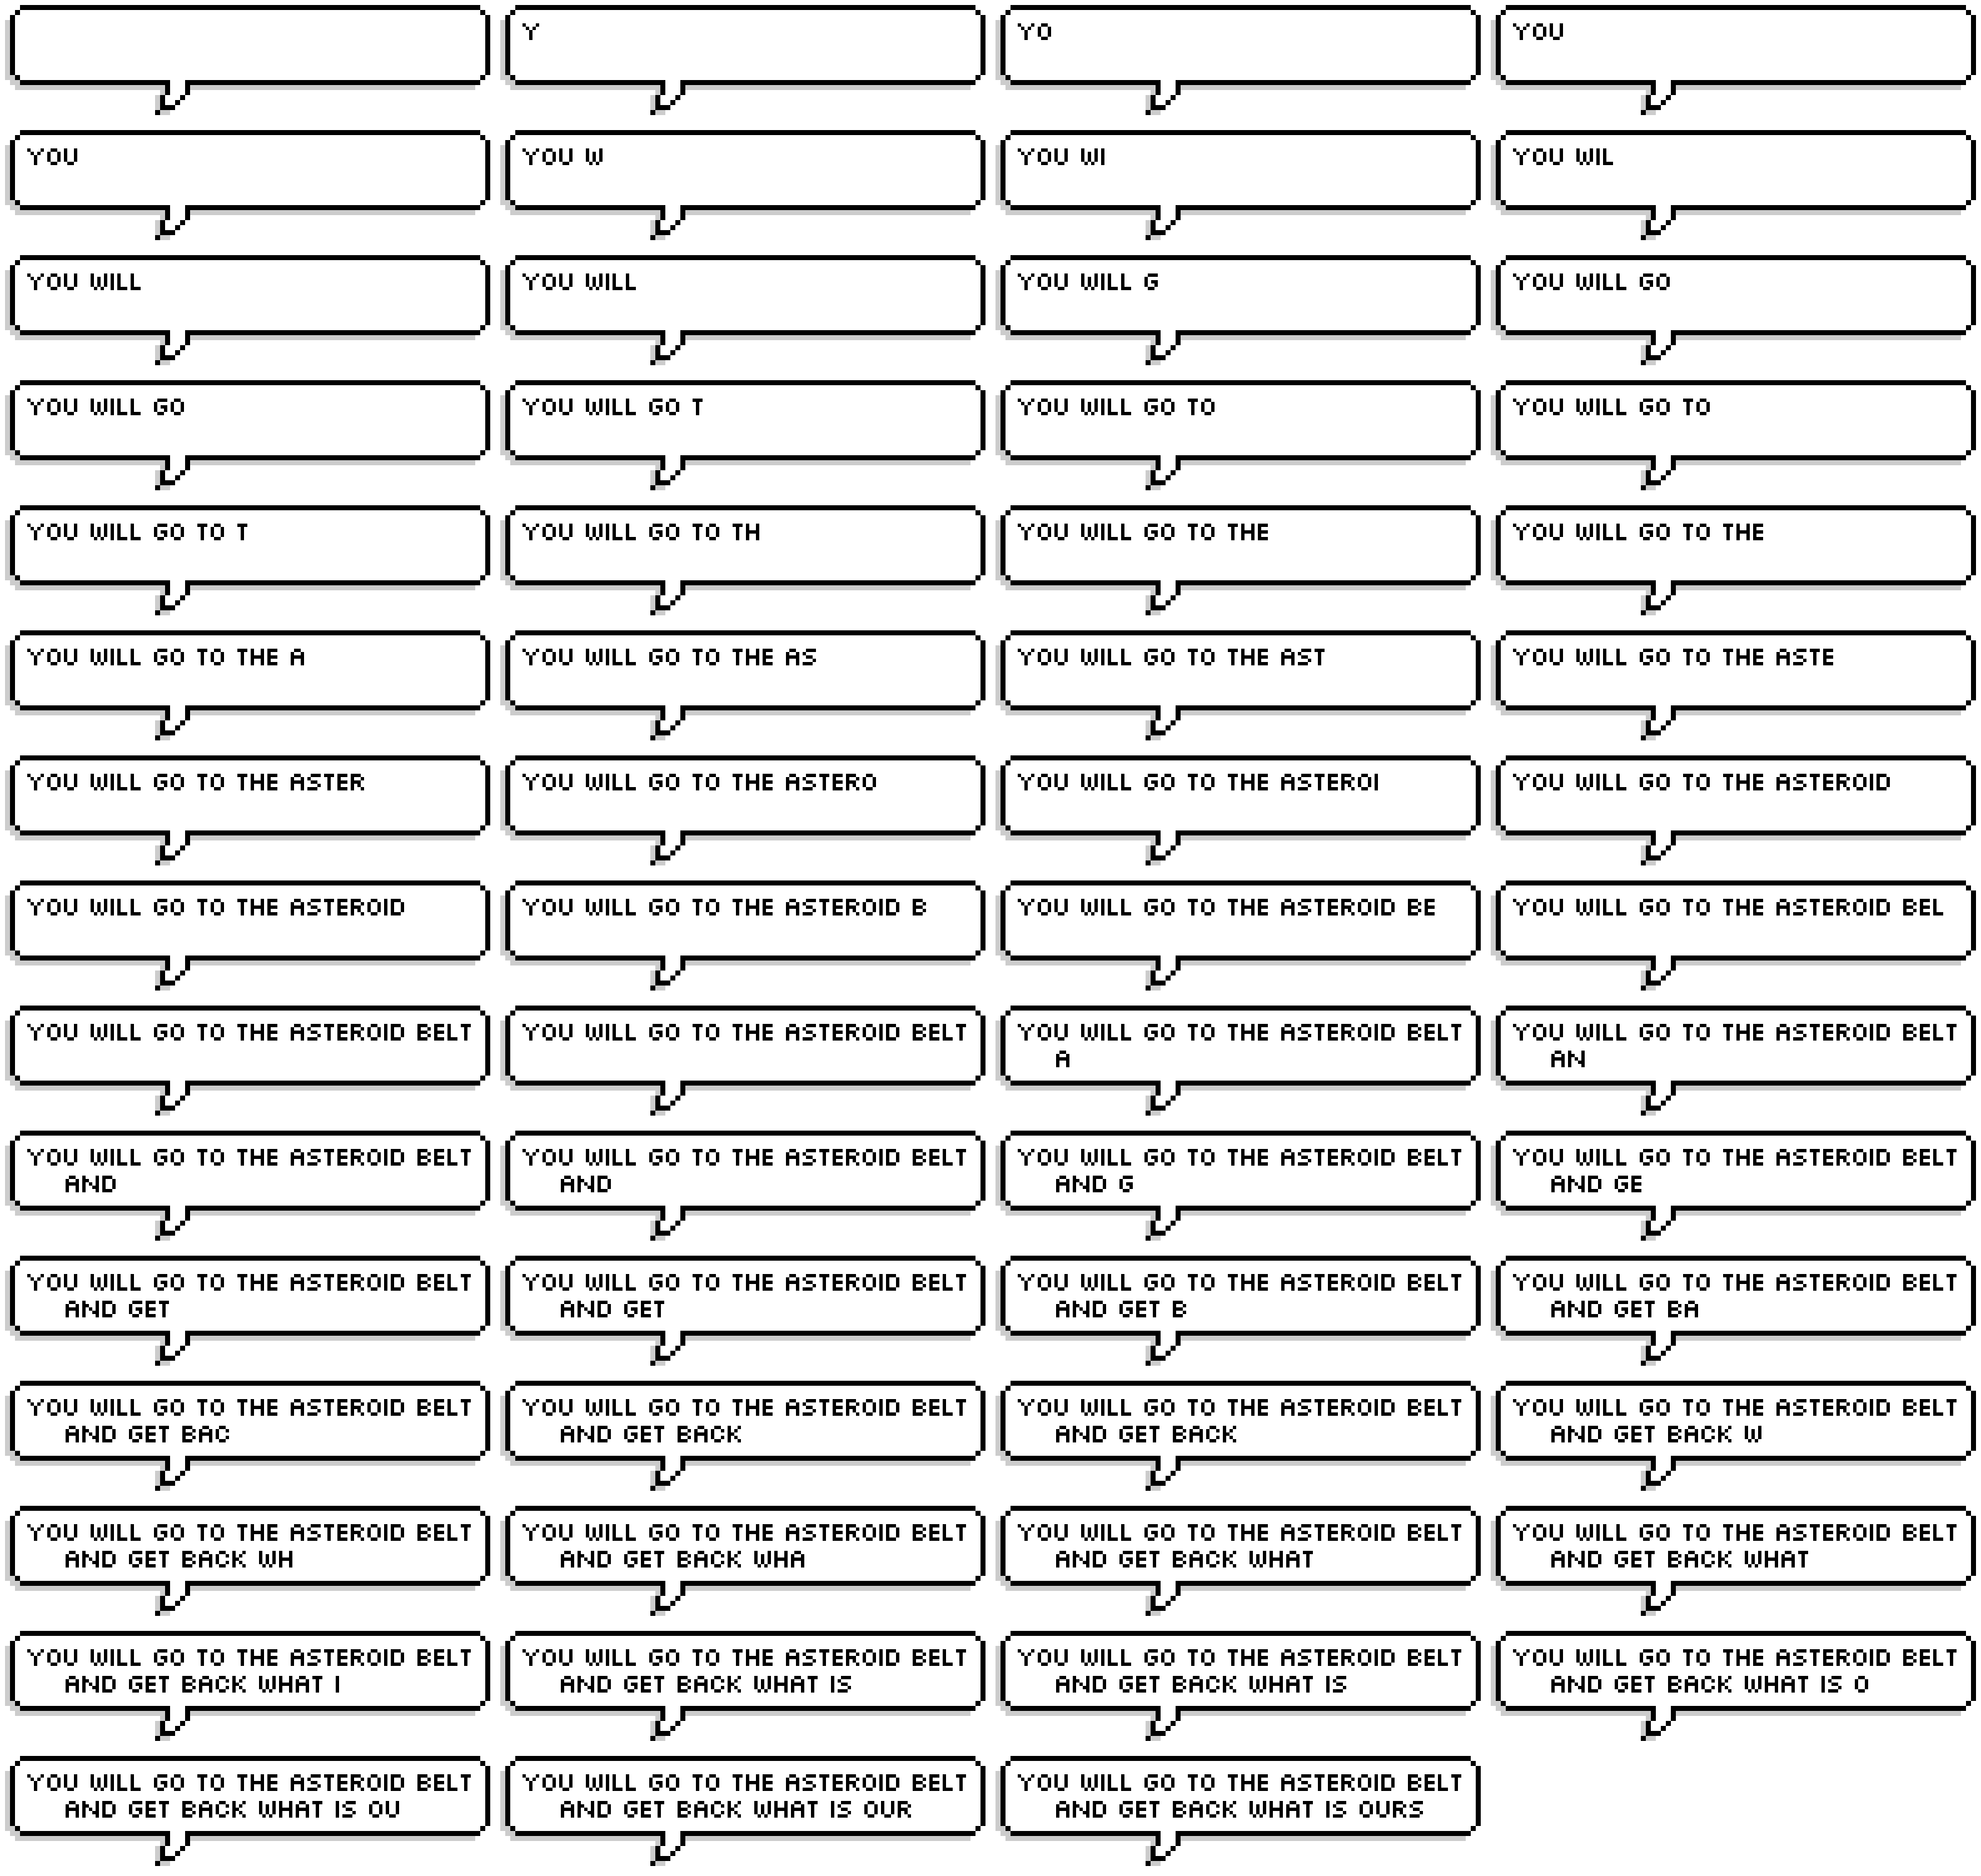 Y
YO
YOU
YOU
YOU W
YOU WI
YOU WIL
YOU WILL
YOU WILL
YOU WILL G
YOU WILL GO
YOU WILL GO
YOU WILL GO T
YOU WILL GO TO
YOU WILL GO TO
YOU WILL GO TO T
YOU WILL GO TO TH
YOU WILL GO TO THE
YOU WILL GO TO THE
YOU WILL GO TO THE A
YOU WILL GO TO THE AS
YOU WILL GO TO THE AST
YOU WILL GO TO THE ASTE
YOU WILL GO TO THE ASTER
YOU WILL GO TO THE ASTERO
YOU WILL GO TO THE ASTEROI
YOU WILL GO TO THE ASTEROID
YOU WILL GO TO THE ASTEROID
YOU WILL GO TO THE ASTEROID B
YOU WILL GO TO THE ASTEROID BE
YOU WILL GO TO THE ASTEROID BEL
YOU WILL GO TO THE ASTEROID BELT
YOU WILL GO TO THE ASTEROID BELT
YOU WILL GO TO THE ASTEROID BELT
A
YOU WILL GO TO THE ASTEROID BELT
AN
YOU WILL GO TO THE ASTEROID BELT
AND
YOU WILL GO TO THE ASTEROID BELT
AND
YOU WILL GO TO THE ASTEROID BELT
AND G
YOU WILL GO TO THE ASTEROID BELT
AND GE
YOU WILL GO TO THE ASTEROID BELT
AND GET
YOU WILL GO TO THE ASTEROID BELT
AND GET
YOU WILL GO TO THE ASTEROID BELT
AND GET B
YOU WILL GO TO THE ASTEROID BELT
AND GET BA
YOU WILL GO TO THE ASTEROID BELT
AND GET BAC
YOU WILL GO TO THE ASTEROID BELT
AND GET BACK
YOU WILL GO TO THE ASTEROID BELT
AND GET BACK
YOU WILL GO TO THE ASTEROID BELT
AND GET BACK W
YOU WILL GO TO THE ASTEROID BELT
AND GET BACK WH
YOU WILL GO TO THE ASTEROID BELT
AND GET BACK WHA
YOU WILL GO TO THE ASTEROID BELT
AND GET BACK WHAT
YOU WILL GO TO THE ASTEROID BELT
AND GET BACK WHAT
YOU WILL GO TO THE ASTEROID BELT
AND GET BACK WHAT I
YOU WILL GO TO THE ASTEROID BELT
AND GET BACK WHAT IS
YOU WILL GO TO THE ASTEROID BELT
AND GET BACK WHAT IS
YOU WILL GO TO THE ASTEROID BELT
AND GET BACK WHAT IS O
YOU WILL GO TO THE ASTEROID BELT
AND GET BACK WHAT IS OU
YOU WILL GO TO THE ASTEROID BELT
AND GET BACK WHAT IS OUR
YOU WILL GO TO THE ASTEROID BELT
AND GET BACK WHAT IS OURS